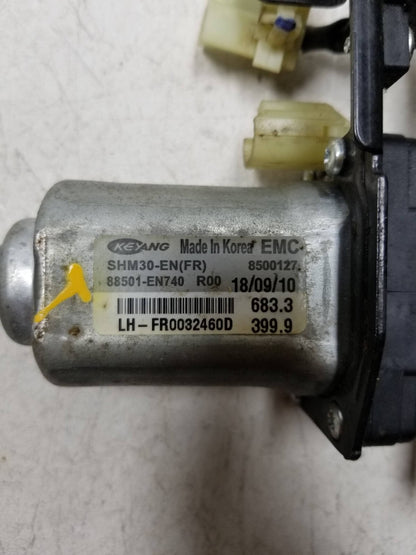 KEYANG Made In Korea EMC
SHM30-EN(FR) 8500127
88501-EN740 R00 18/09/10
683.3
LH-FR0032460D 399.9